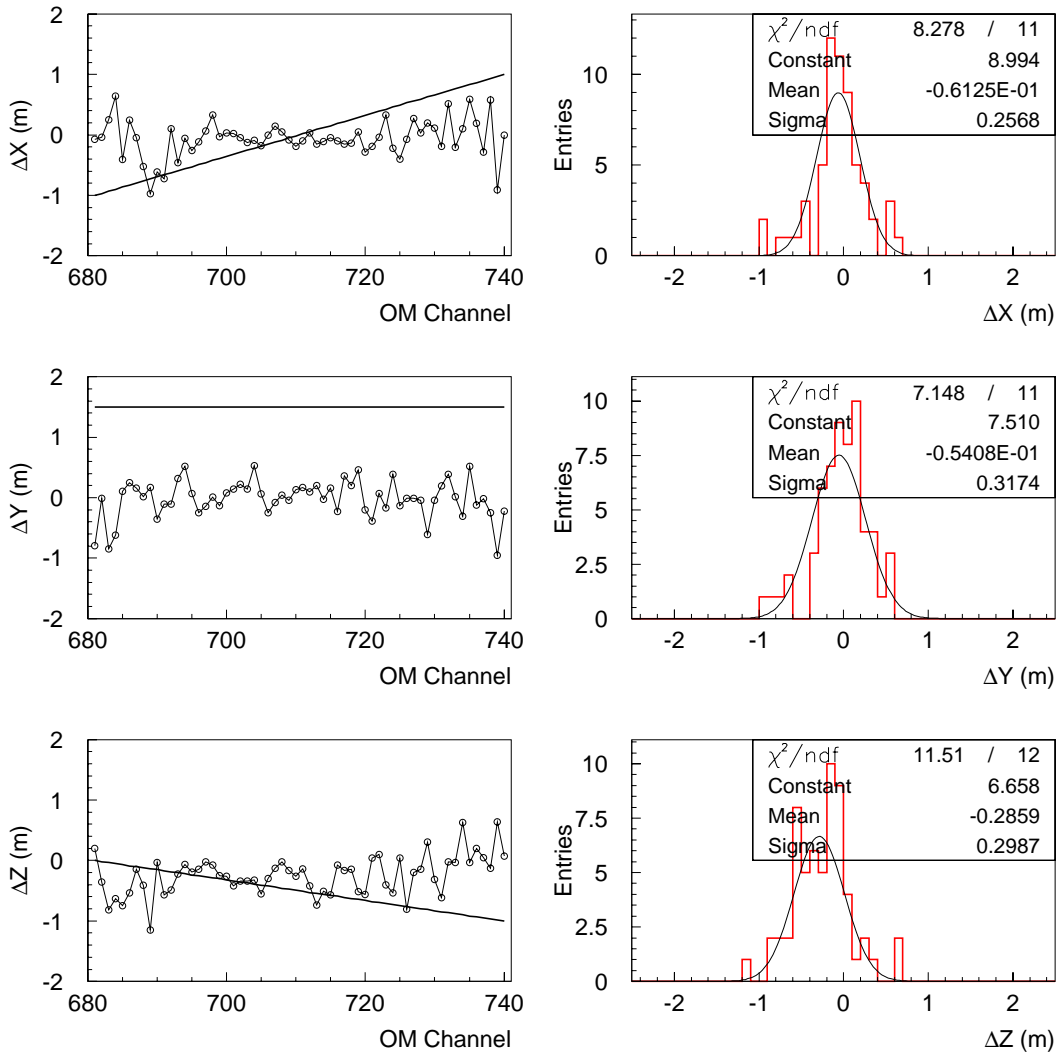 ΔX (m)
2
1
0
-1
-2
680
700
720
740
OM Channel
Entries
10
5
0
-2
-1
0
1
2
ΔX (m)
χ²/ndf 8.278 / 11
Constant 8.994
Mean -0.6125E-01
Sigma 0.2568
ΔY (m)
2
1
0
-1
-2
680
700
720
740
OM Channel
Entries
10
7.5
5
2.5
0
-2
-1
0
1
2
ΔY (m)
χ²/ndf 7.148 / 11
Constant 7.510
Mean -0.5408E-01
Sigma 0.3174
ΔZ (m)
2
1
0
-1
-2
680
700
720
740
OM Channel
Entries
10
7.5
5
2.5
0
-2
-1
0
1
2
ΔZ (m)
χ²/ndf 11.51 / 12
Constant 6.658
Mean -0.2859
Sigma 0.2987